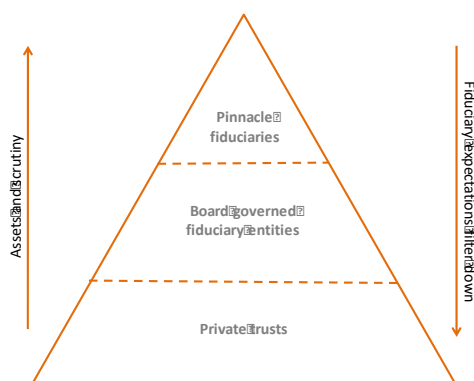 Pinnacle
fiduciaries
Board governed
fiduciary entities
Private trusts
Assets and scrutiny
Fiduciary expectations filter down